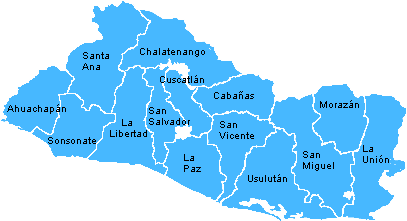 Chalatenango
Santa
Ana
Cuscatlán
Cabañas
Ahuachapán
Morazán
San
Salvador
La
Libertad
San
Vicente
Sonsonate
La
Unión
La
Paz
San
Miguel
Usulután